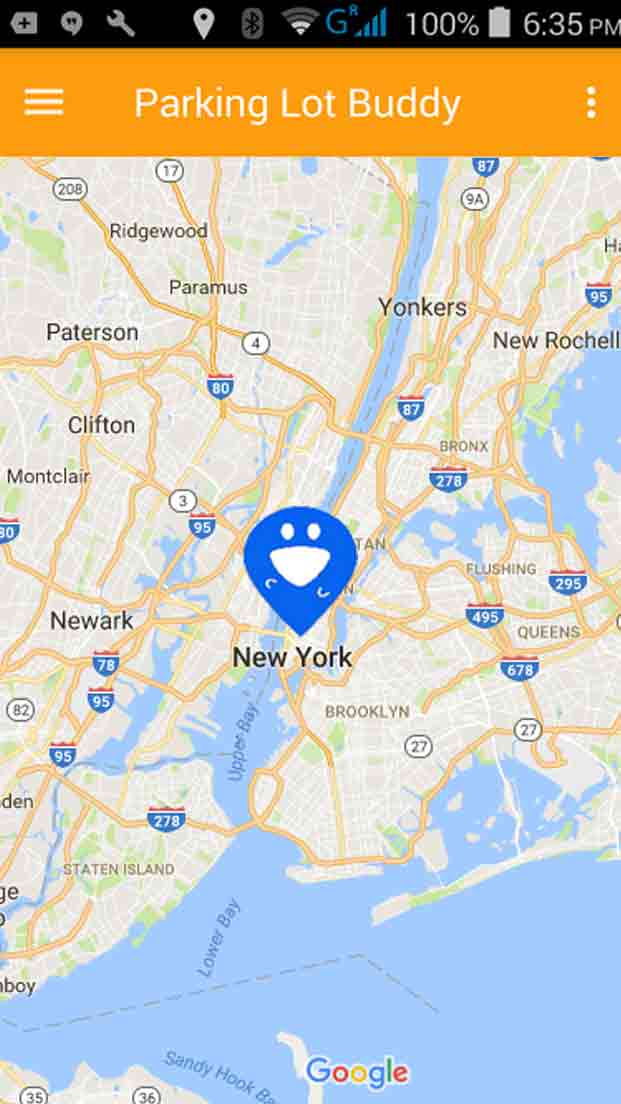 G R 100% 6:35 PM
Parking Lot Buddy
17
87
208
9A
Ridgewood
Ha
Paramus
95
Yonkers
Paterson
4
New Rochell
80
87
Clifton
BRONX
Montclair
278
3
95
80
TAN
FLUSHING
295
N
495
Newark
QUEENS
New York
78
678
95
82
BROOKLYN
27
27
Upper Bay
95
den
278
STATEN ISLAND
ge
Lower Bay
nboy
Sandy Hook Ba
Google
35
36